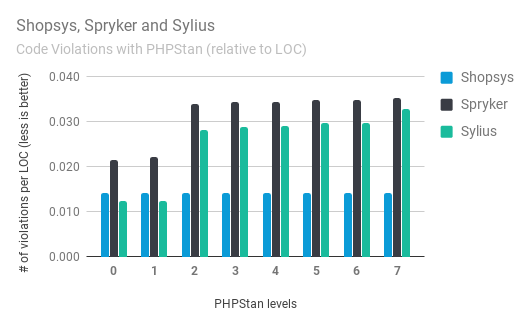 Shopsys, Spryker and Sylius
Code Violations with PHPStan (relative to LOC)
# of violations per LOC (less is better)
0.040
0.030
0.020
0.010
0.000
0 1 2 3 4 5 6 7
PHPStan levels
Shopsys
Spryker
Sylius